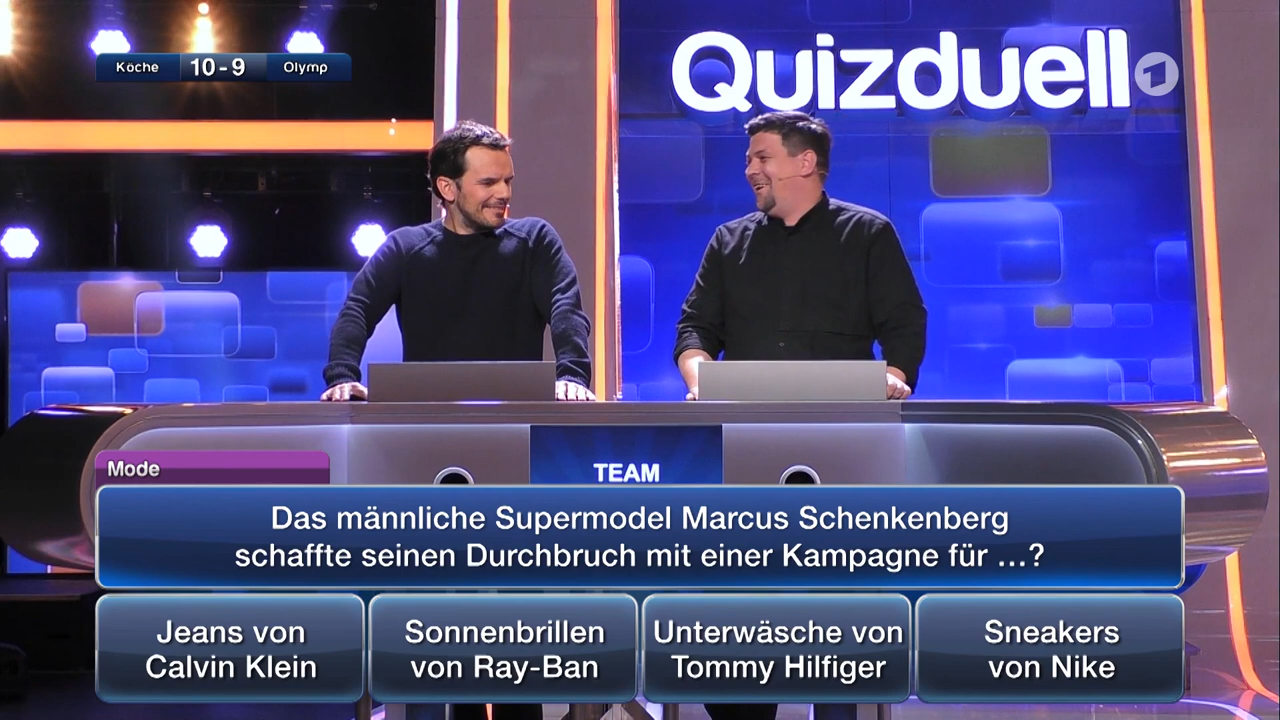 Köche 10-9 Olymp
Quizduell
1
TEAM
Mode
Das männliche Supermodel Marcus Schenkenberg
schaffte seinen Durchbruch mit einer Kampagne für ...?
Jeans von
Calvin Klein
Sonnenbrillen
von Ray-Ban
Unterwäsche von
Tommy Hilfiger
Sneakers
von Nike